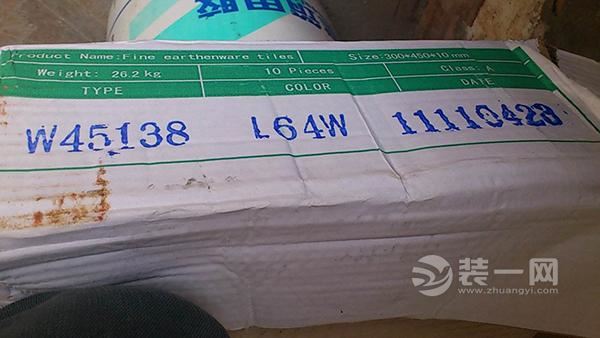 Product Name:Fine earthenware tiles Size:300*450*10 mm
Weight: 26.2 kg 10 Pieces Class: A
TYPE COLOR DATE
W45138 L64W 11110423
装一网
www.zhuangyi.com